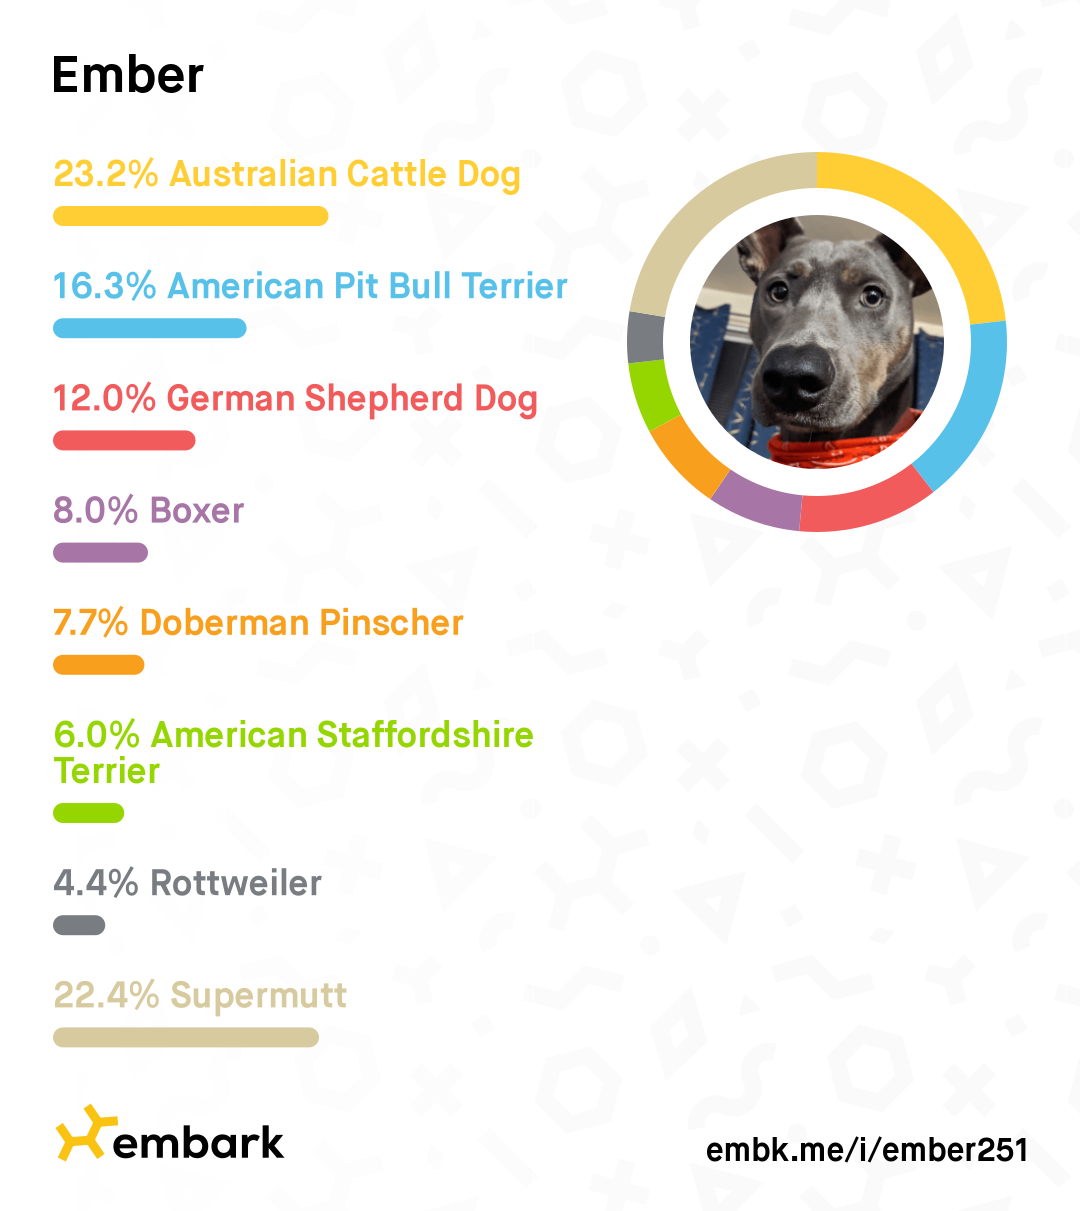 Ember
23.2% Australian Cattle Dog
16.3% American Pit Bull Terrier
12.0% German Shepherd Dog
8.0% Boxer
7.7% Doberman Pinscher
6.0% American Staffordshire
Terrier
4.4% Rottweiler
22.4% Supermutt
embark
embk.me/i/ember251